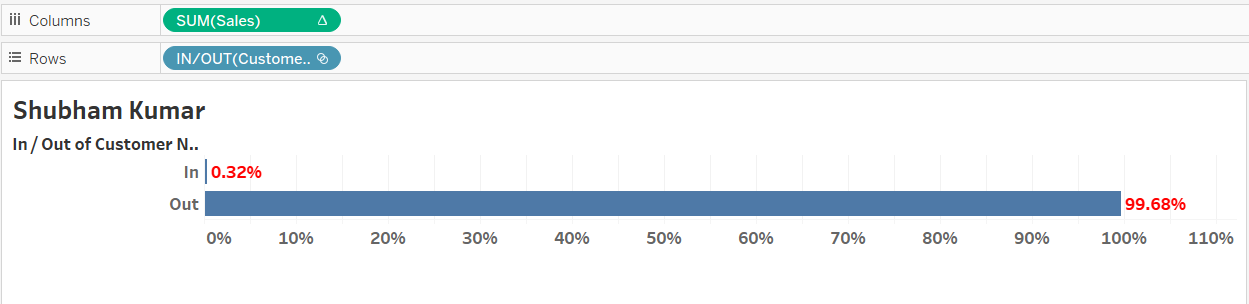 Columns SUM(Sales)
Rows IN/OUT(Custome..
Shubham Kumar
In / Out of Customer N..
In 0.32%
Out 99.68%
0% 10% 20% 30% 40% 50% 60% 70% 80% 90% 100% 110%